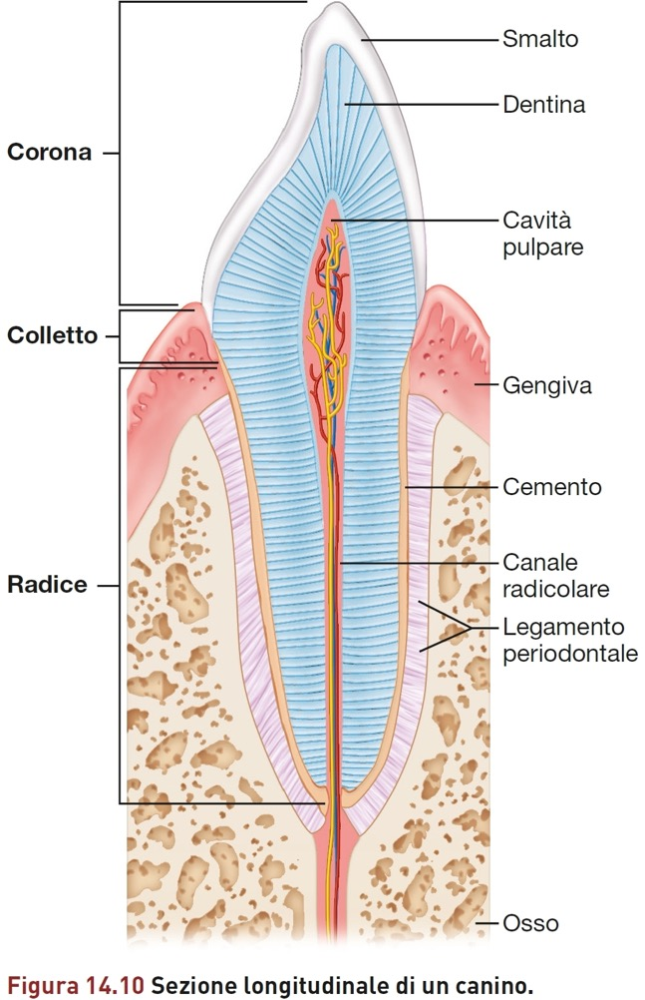 Smalto
Dentina
Corona
Cavità
pulpare
Colletto
Gengiva
Cemento
Canale
radicolare
Radice
Legamento
periodontale
Osso
Figura 14.10 Sezione longitudinale di un canino.